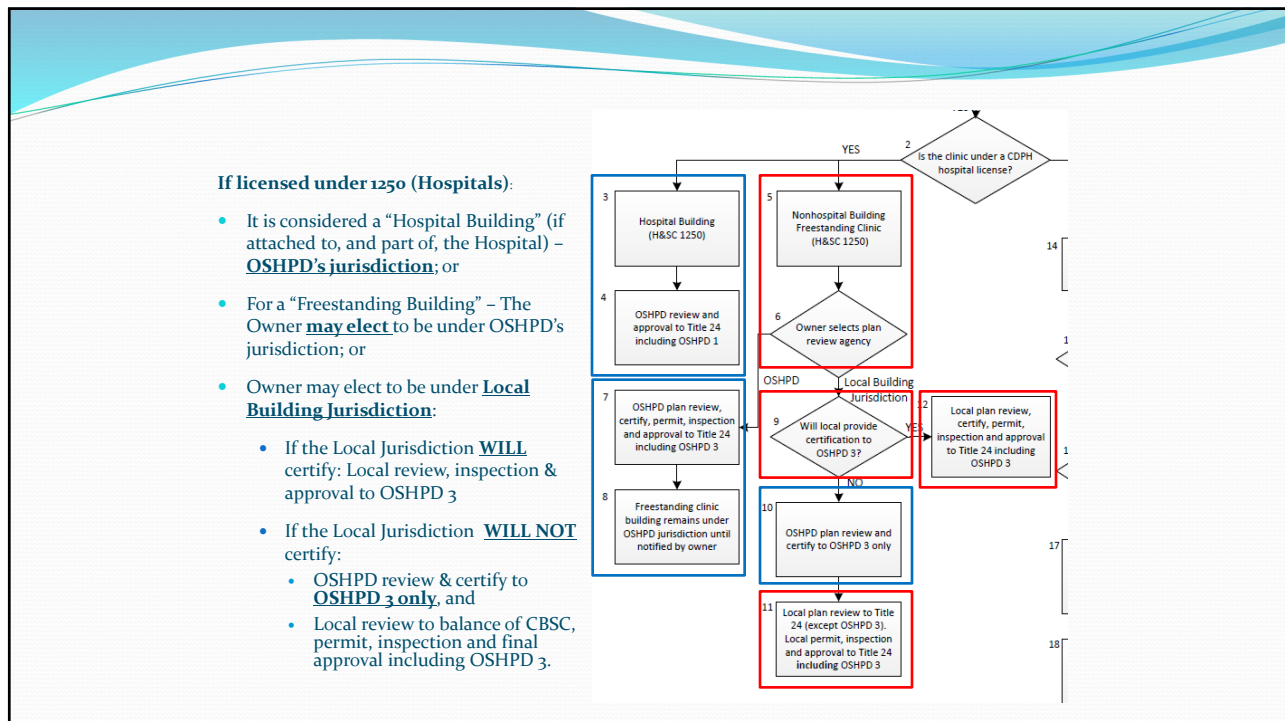 If licensed under 1250 (Hospitals):
It is considered a “Hospital Building” (if
attached to, and part of, the Hospital) –
OSHPD’s jurisdiction; or
For a “Freestanding Building” – The
Owner may elect to be under OSHPD’s
jurisdiction; or
Owner may elect to be under Local
Building Jurisdiction:
If the Local Jurisdiction WILL
certify: Local review, inspection &
approval to OSHPD 3
If the Local Jurisdiction WILL NOT
certify:
OSHPD review & certify to
OSHPD 3 only, and
Local review to balance of CBSC,
permit, inspection and final
approval including OSHPD 3.
2
Is the clinic under a CDPH
hospital license?
YES
3
Hospital Building
(H&SC 1250)
4
OSHPD review and
approval to Title 24
including OSHPD 1
5
Nonhospital Building
Freestanding Clinic
(H&SC 1250)
6
Owner selects plan
review agency
OSHPD
Local Building
Jurisdiction
7
OSHPD plan review,
certify, permit, inspection
and approval to Title 24
including OSHPD 3
8
Freestanding clinic
building remains under
OSHPD jurisdiction until
notified by owner
9
Will local provide
certification to
OSHPD 3?
YES
12
Local plan review,
certify, permit,
inspection and approval
to Title 24 including
OSHPD 3
NO
10
OSHPD plan review and
certify to OSHPD 3 only
11
Local plan review to Title
24 (except OSHPD 3).
Local permit, inspection
and approval to Title 24
including OSHPD 3
14
1
1
17
18